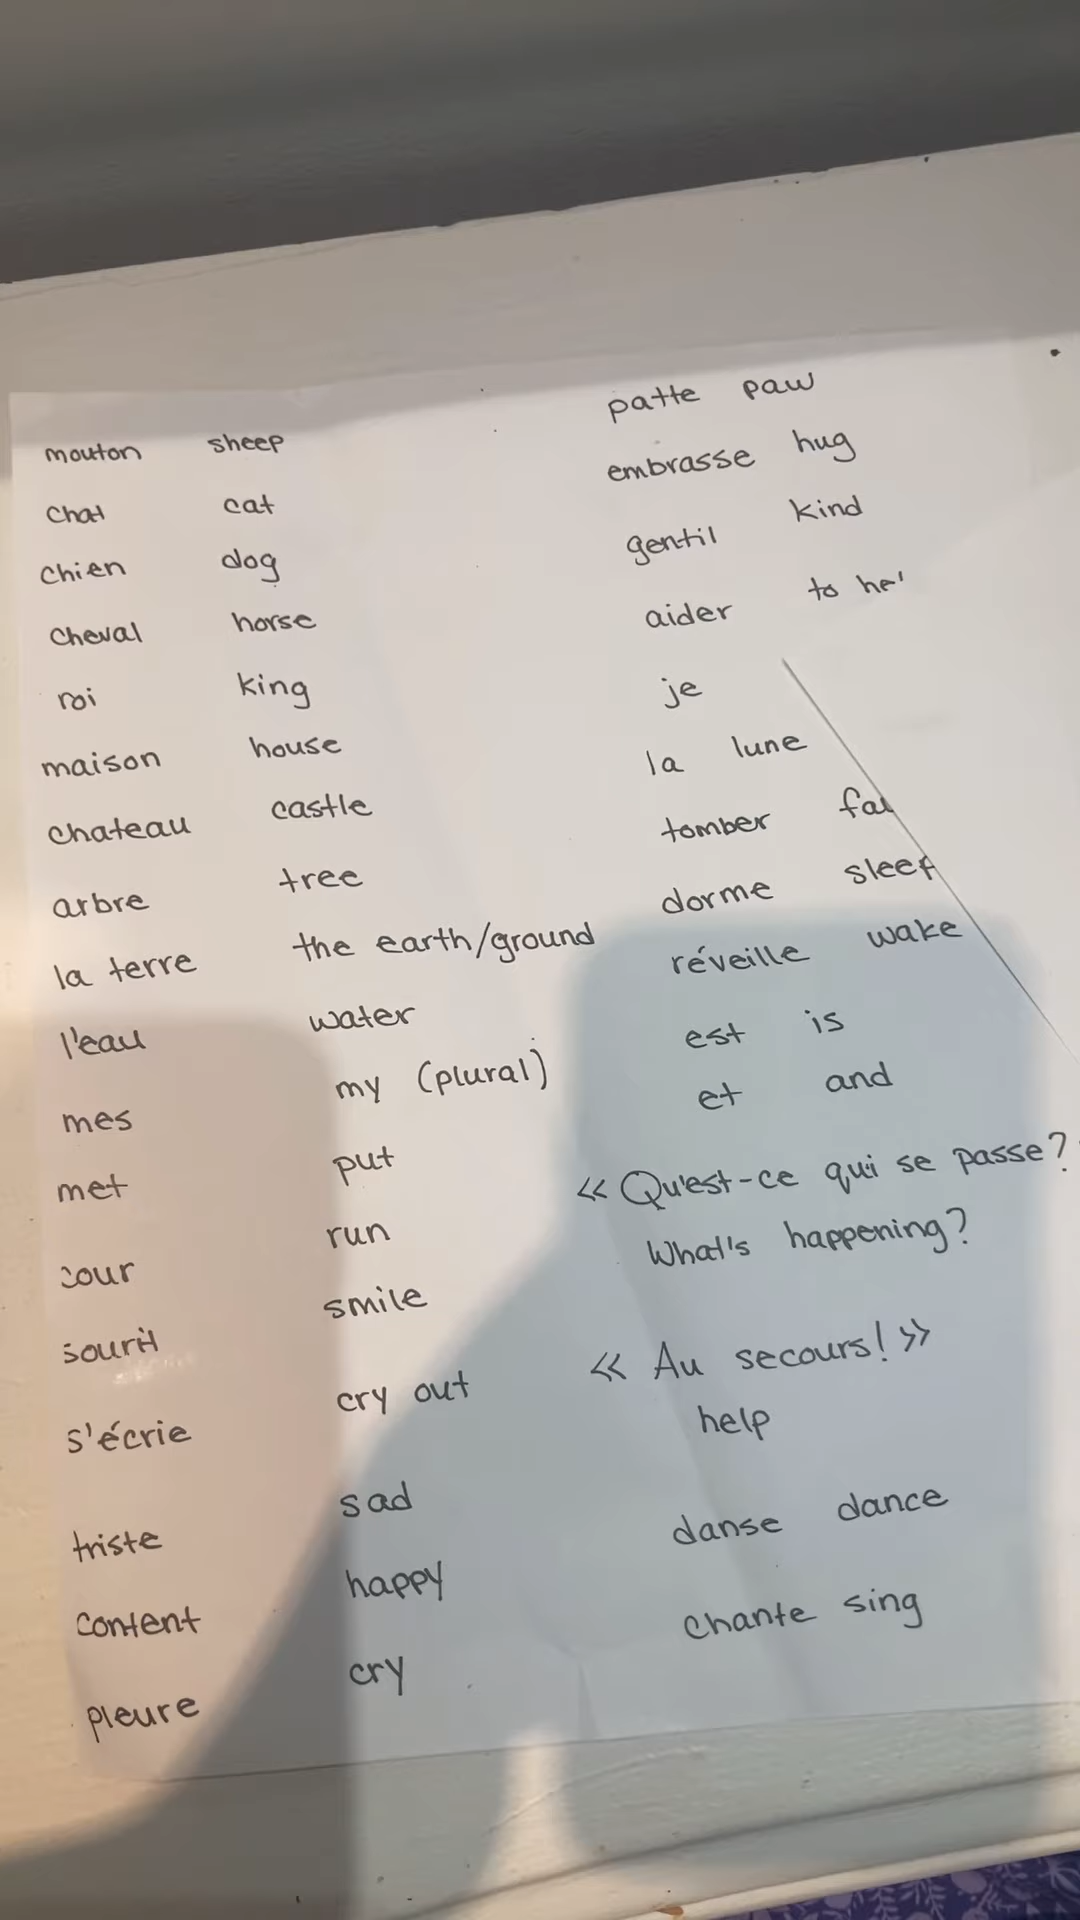 mouton sheep
chat cat
chien dog
cheval horse
roi king
maison house
chateau castle
arbre tree
la terre the earth/ground
l'eau water
mes my (plural)
met put
cour run
sourit smile
s'écrie cry out
triste sad
content happy
pleure cry
patte paw
embrasse hug
gentil kind
aider to
je
la lune
tomber
dorme sleep
réveille wake
est is
et and
<< Qu'est-ce qui se passe?
What's happening?
<< Au secours! >>
help
danse dance
chante sing